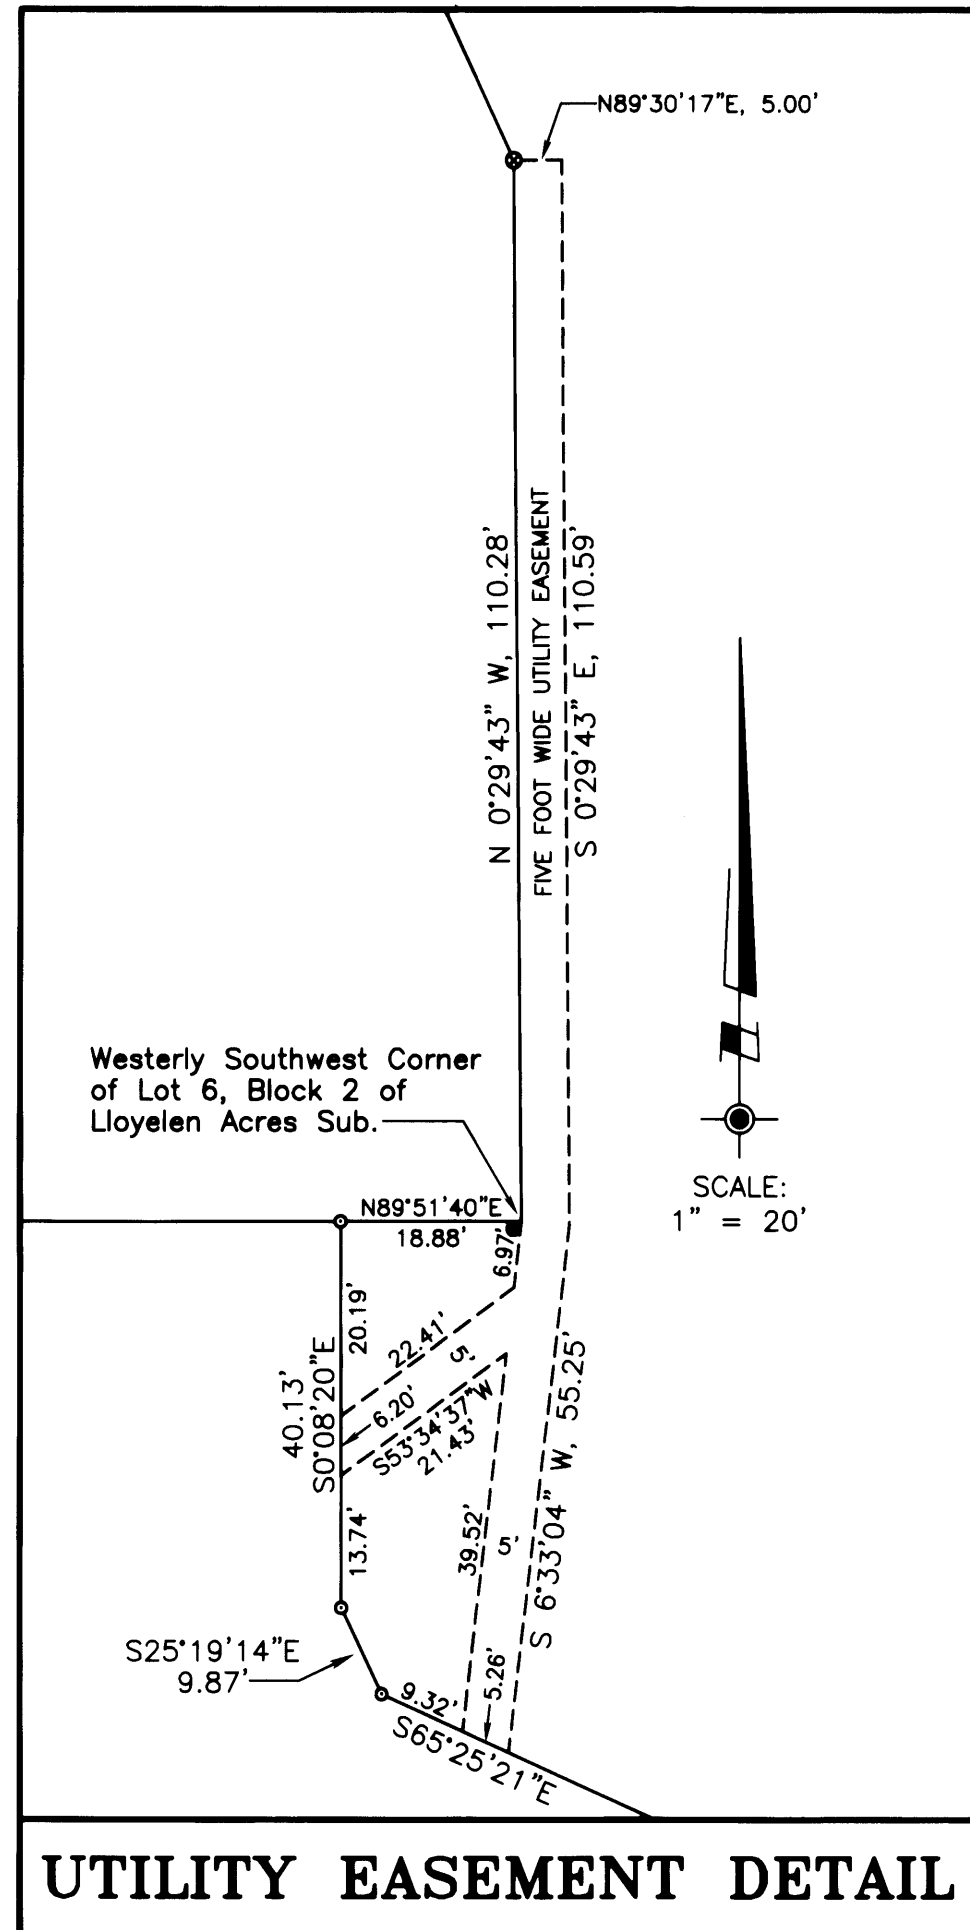 N89°30'17"E, 5.00'
N 0°29'43" W, 110.28'
FIVE FOOT WIDE UTILITY EASEMENT
S 0°29'43" E, 110.59'
Westerly Southwest Corner
of Lot 6, Block 2 of
Lloyelen Acres Sub.
SCALE:
1" = 20'
N89°51'40"E
18.88'
6.97'
20.19'
22.41'
5'
40.13'
S0°08'20"E
6.20'
S53°34'37"W
21.43'
S 6°33'04" W, 55.25'
13.74'
39.52'
5'
S25°19'14"E
9.87'
9.32'
5.26'
S65°25'21"E
UTILITY EASEMENT DETAIL